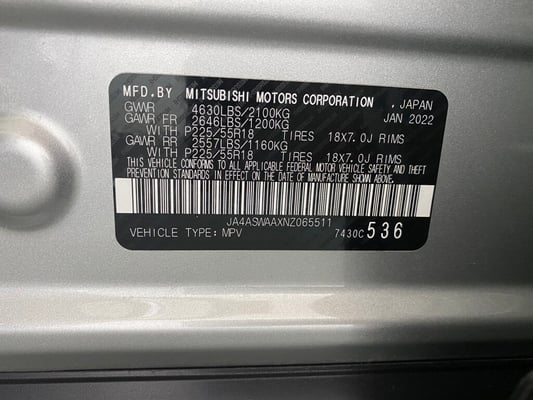 MFD.BY MITSUBISHI MOTORS CORPORATION , JAPAN
GVWR 4630LBS/2100KG JAN 2022
GAWR FR 2646LBS/1200KG
WITH P225/55R18 TIRES 18X7.0J RIMS
GAWR RR 2557LBS/1160KG
WITH P225/55R18 TIRES 18X7.0J RIMS
THIS VEHICLE CONFORMS TO ALL APPLICABLE FEDERAL MOTOR VEHICLE SAFETY AND THEFT
PREVENTION STANDARDS IN EFFECT ON THE DATE OF MANUFACTURE SHOWN ABOVE.
JA4ASWAAXNZ065511
VEHICLE TYPE: MPV 7430C536